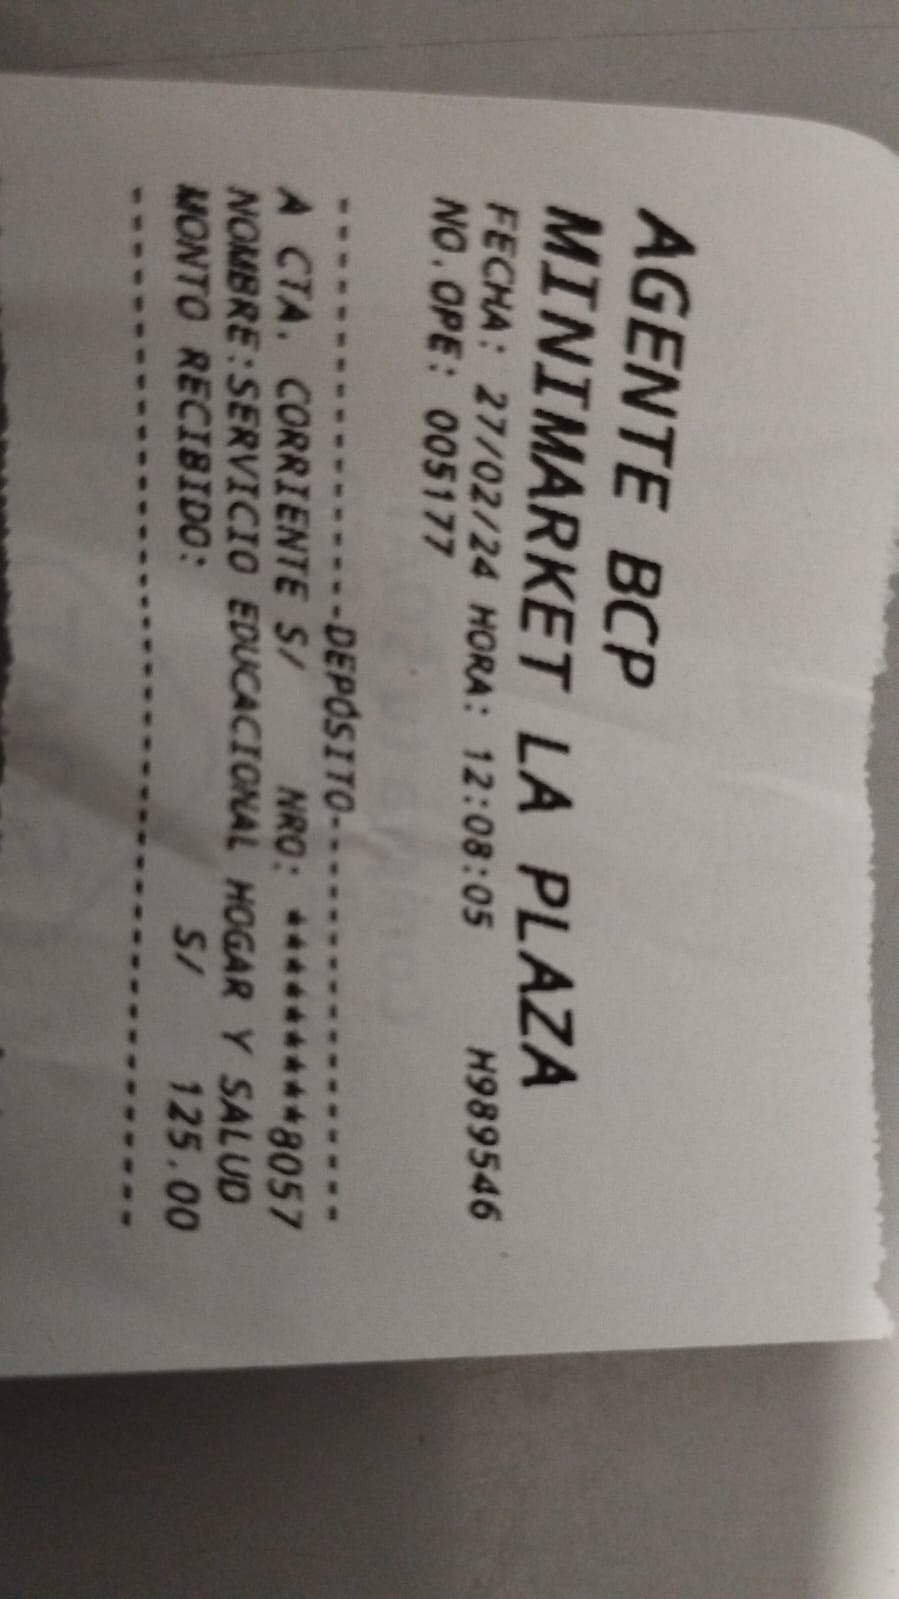 AGENTE BCP
MINIMARKET LA PLAZA
FECHA: 27/02/24 HORA: 12:08:05 H989546
NO.OPE: 005177
--------------------DEPÓSITO--------------------
A CTA. CORRIENTE S/ NRO: *********8057
NOMBRE:SERVICIO EDUCACIONAL HOGAR Y SALUD
MONTO RECIBIDO: S/ 125.00
------------------------------------------------